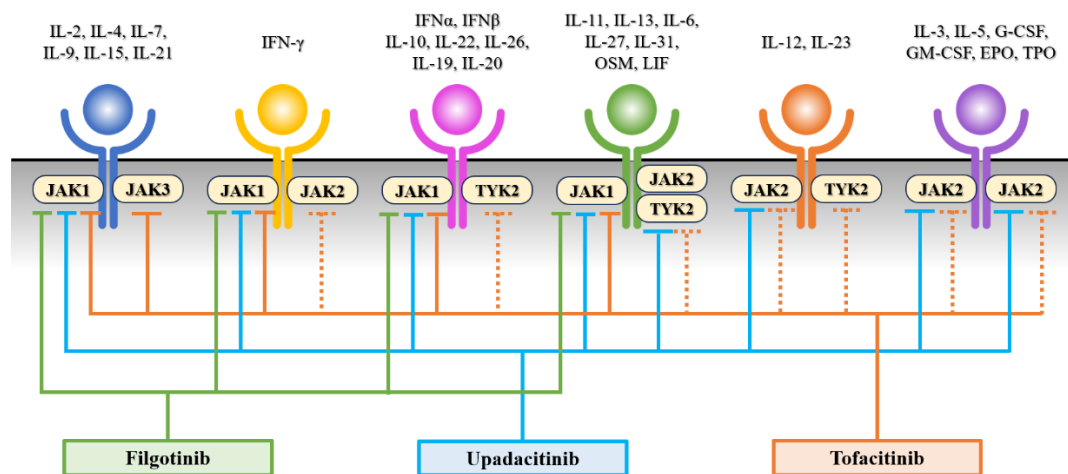 IL-2, IL-4, IL-7,
IL-9, IL-15, IL-21
IFN-γ
IFNα, IFNβ
IL-10, IL-22, IL-26,
IL-19, IL-20
IL-11, IL-13, IL-6,
IL-27, IL-31,
OSM, LIF
IL-12, IL-23
IL-3, IL-5, G-CSF,
GM-CSF, EPO, TPO
JAK1
JAK3
JAK1
JAK2
JAK1
TYK2
JAK1
JAK2
TYK2
JAK2
TYK2
JAK2
JAK2
Filgotinib
Upadacitinib
Tofacitinib